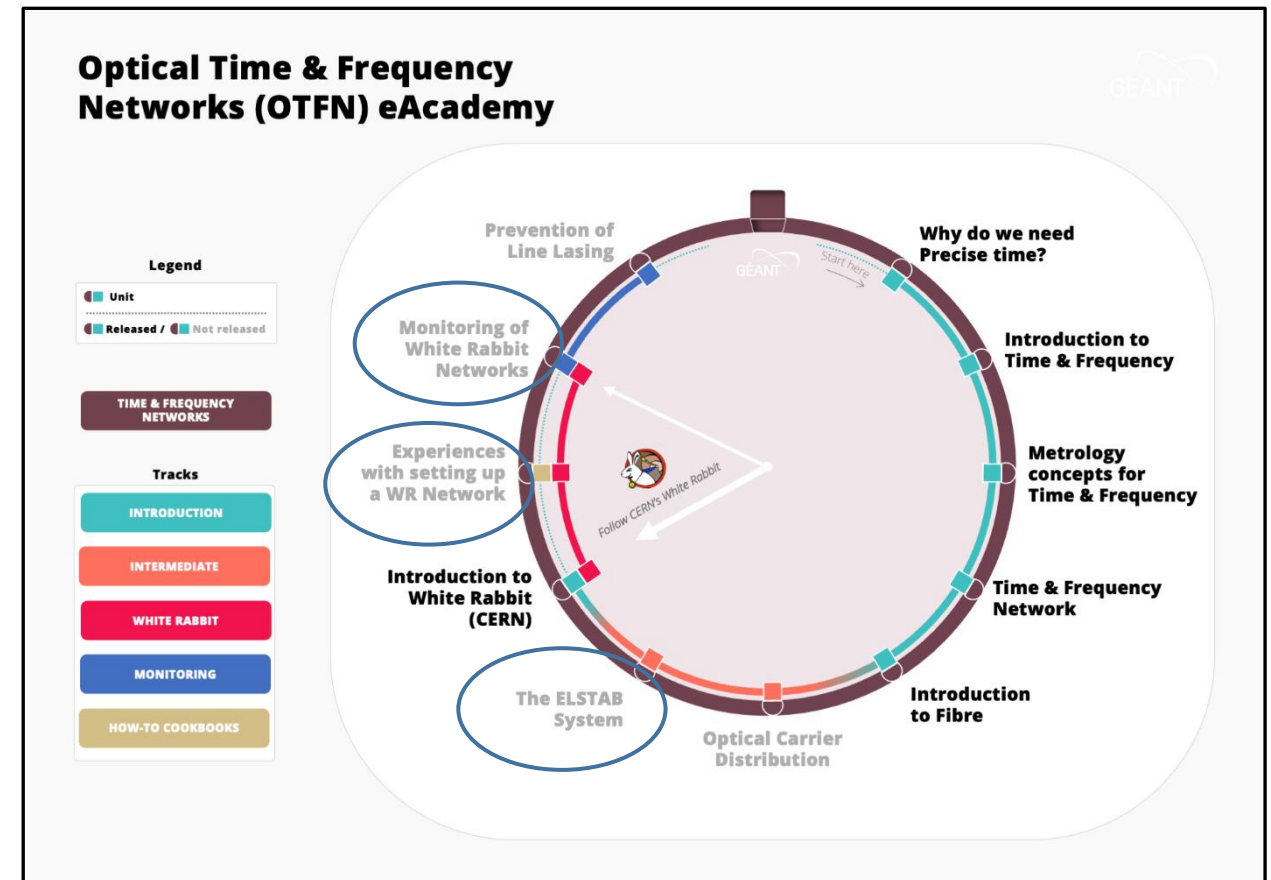 Optical Time & Frequency
Networks (OTFN) eAcademy
GÉANT
Legend
Unit
Released / Not released
TIME & FREQUENCY
NETWORKS
Tracks
INTRODUCTION
INTERMEDIATE
WHITE RABBIT
MONITORING
HOW-TO COOKBOOKS
GÉANT
Start here
Why do we need
Precise time?
Introduction to
Time & Frequency
Metrology
concepts for
Time & Frequency
Time & Frequency
Network
Introduction
to Fibre
Optical Carrier
Distribution
The ELSTAB
System
Introduction to
White Rabbit
(CERN)
Experiences
with setting up
a WR Network
Monitoring of
White Rabbit
Networks
Prevention of
Line Lasing
Follow CERN's White Rabbit